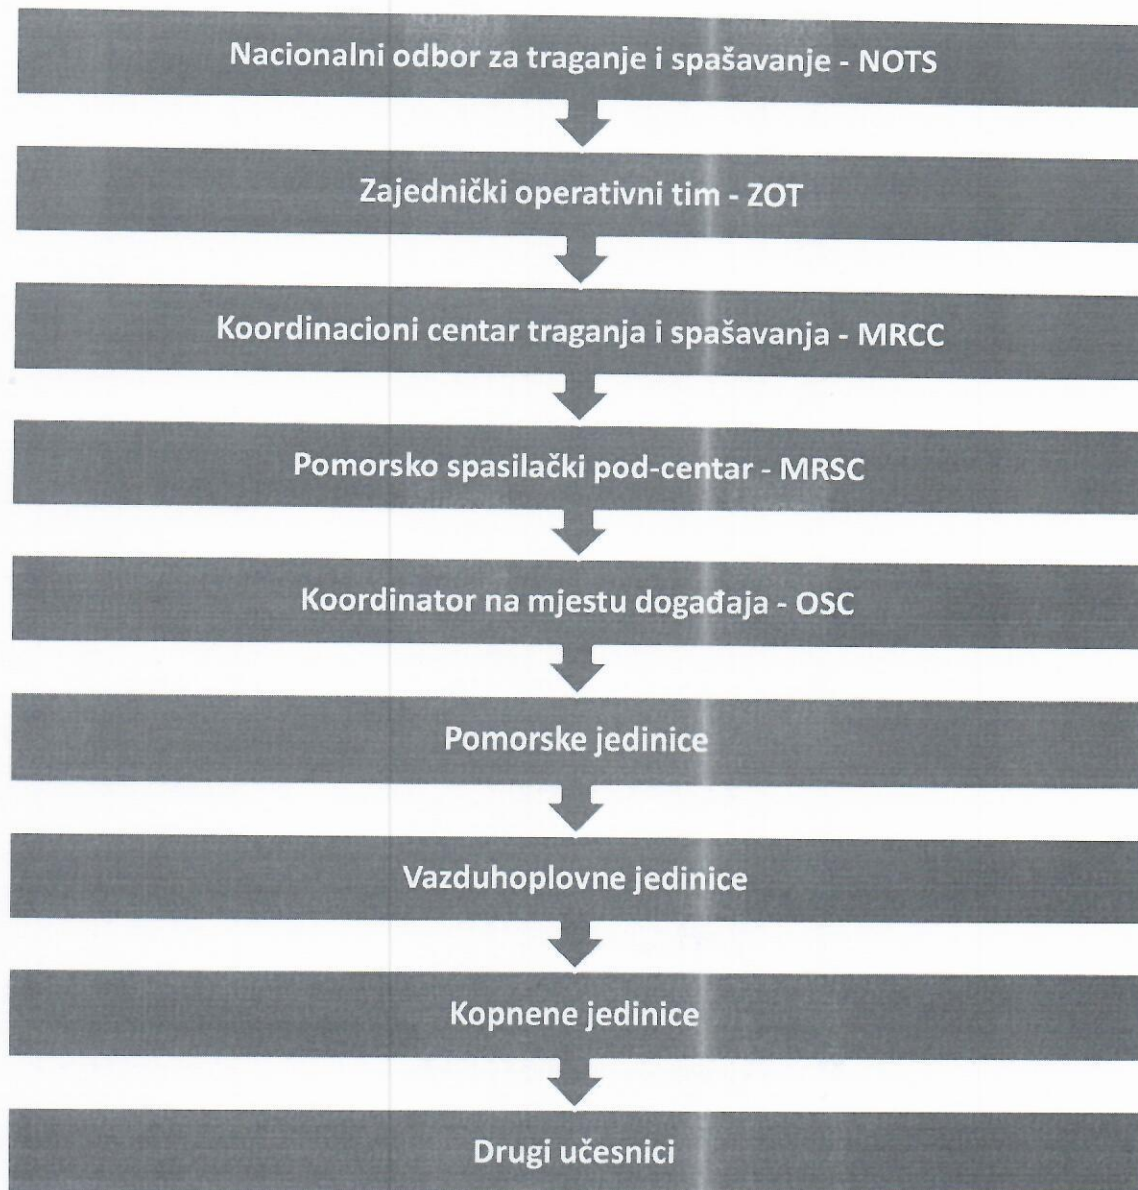 Nacionalni odbor za traganje i spašavanje - NOTS
Zajednički operativni tim - ZOT
Koordinacioni centar traganja i spašavanja - MRCC
Pomorsko spasilački pod-centar - MRSC
Koordinator na mjestu događaja - OSC
Pomorske jedinice
Vazduhoplovne jedinice
Kopnene jedinice
Drugi učesnici